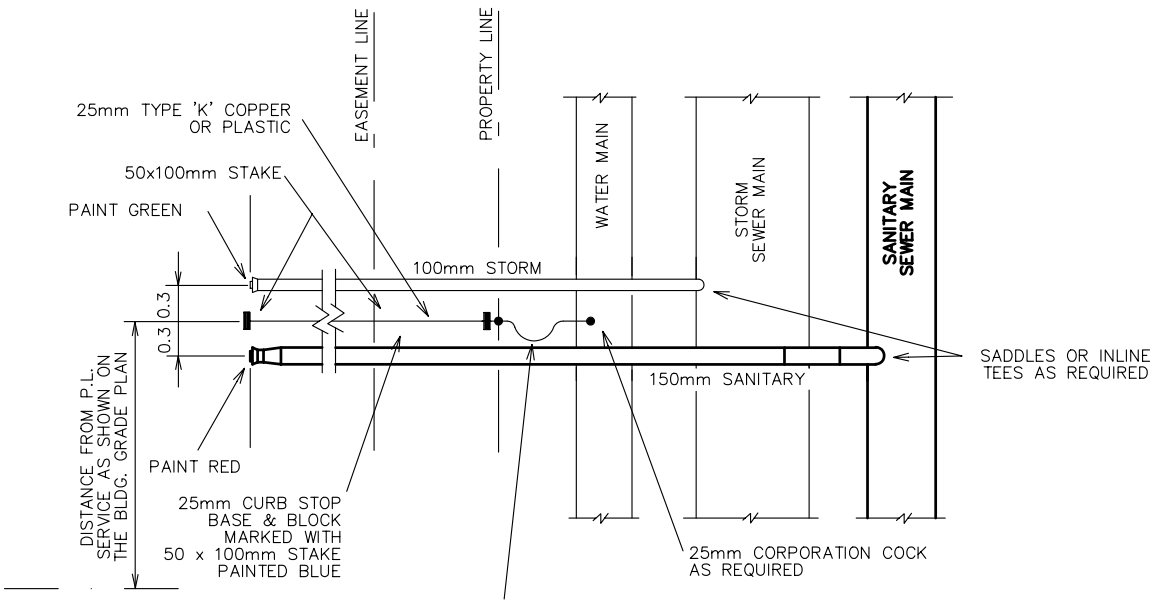 EASEMENT LINE
PROPERTY LINE
25mm TYPE 'K' COPPER
OR PLASTIC
50x100mm STAKE
PAINT GREEN
WATER MAIN
STORM
SEWER MAIN
SANITARY
SEWER MAIN
100mm STORM
0.3 0.3
150mm SANITARY
SADDLES OR INLINE
TEES AS REQUIRED
DISTANCE FROM P.L.
SERVICE AS SHOWN ON
THE BLDG. GRADE PLAN
PAINT RED
25mm CURB STOP
BASE & BLOCK
MARKED WITH
50 x 100mm STAKE
PAINTED BLUE
25mm CORPORATION COCK
AS REQUIRED